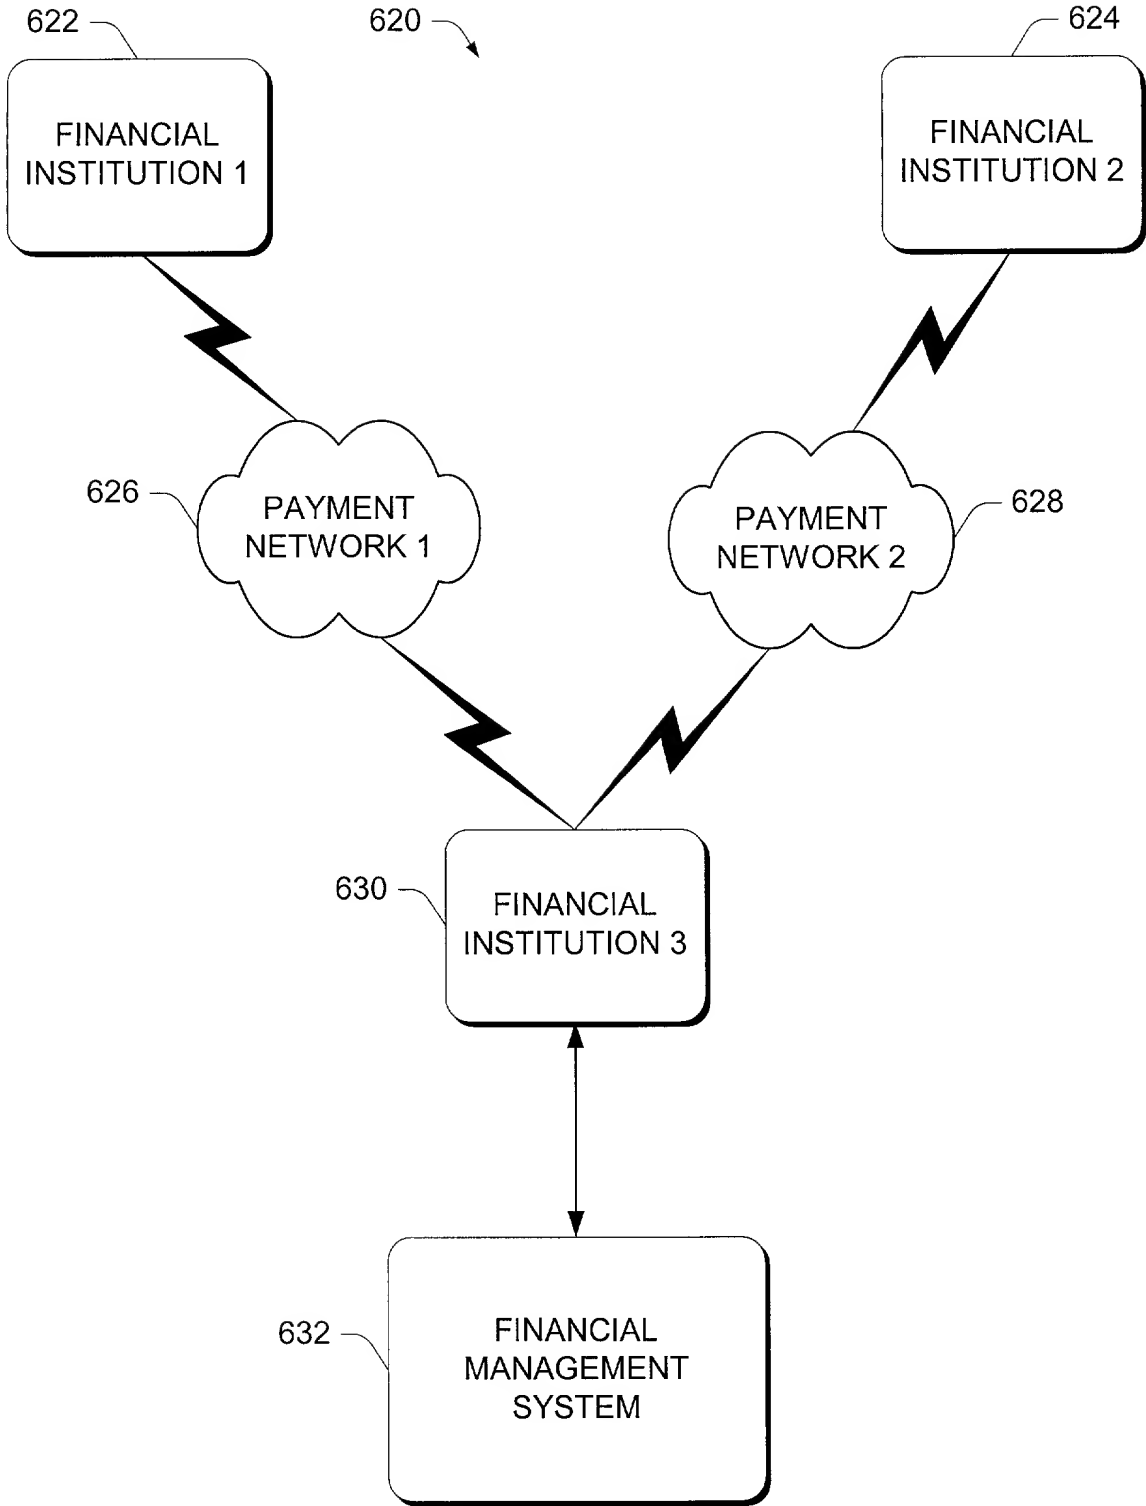 622
620
624
FINANCIAL
INSTITUTION 1
FINANCIAL
INSTITUTION 2
626
PAYMENT
NETWORK 1
PAYMENT
NETWORK 2
628
630
FINANCIAL
INSTITUTION 3
632
FINANCIAL
MANAGEMENT
SYSTEM